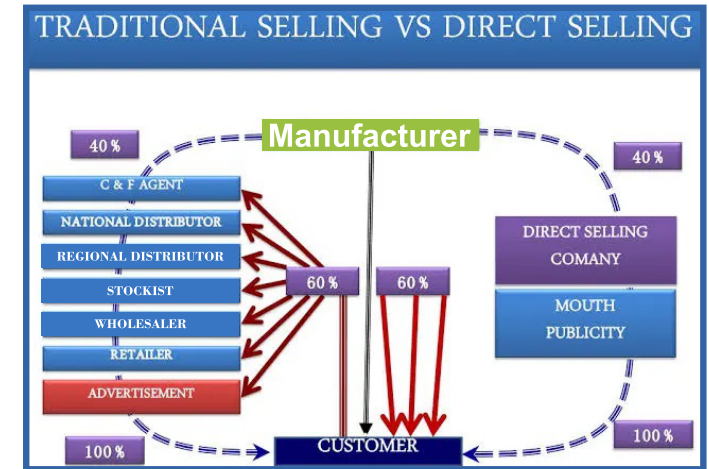 TRADITIONAL SELLING VS DIRECT SELLING
Manufacturer
40%
40%
C & F AGENT
NATIONAL DISTRIBUTOR
REGIONAL DISTRIBUTOR
STOCKIST
WHOLESALER
RETAILER
ADVERTISEMENT
60%
60%
DIRECT SELLING
COMANY
MOUTH
PUBLICITY
100%
CUSTOMER
100%